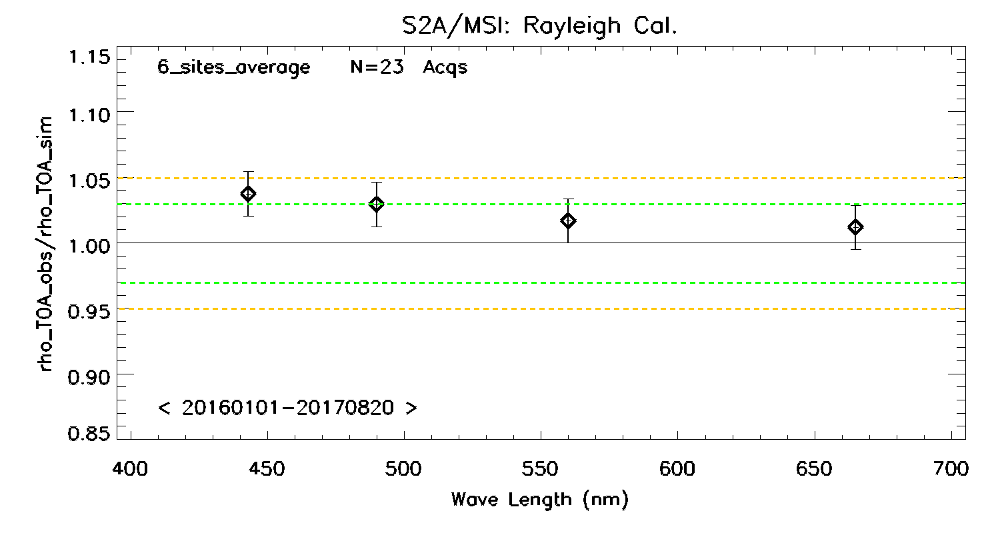 S2A/MSI: Rayleigh Cal.
6_sites_average N=23 Acqs
1.15
1.10
1.05
1.00
0.95
0.90
0.85
rho_TOA_obs/rho_TOA_sim
< 20160101-20170820 >
400 450 500 550 600 650 700
Wave Length (nm)